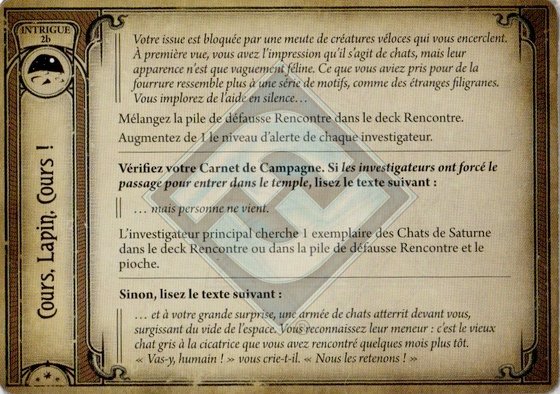 INTRIGUE
2b
Cours, Lapin, Cours !
Votre issue est bloquée par une meute de créatures véloces qui vous encerclent.
À première vue, vous avez l'impression qu'il s'agit de chats, mais leur
apparence n'est que vaguement féline. Ce que vous aviez pris pour de la
fourrure ressemble plus à une série de motifs, comme des étranges filigranes.
Vous implorez de l'aide en silence…
Mélangez la pile de défausse Rencontre dans le deck Rencontre.
Augmentez de 1 le niveau d'alerte de chaque investigateur.
Vérifiez votre Carnet de Campagne. Si les investigateurs ont forcé le
passage pour entrer dans le temple, lisez le texte suivant :
… mais personne ne vient.
L'investigateur principal cherche 1 exemplaire des Chats de Saturne
dans le deck Rencontre ou dans la pile de défausse Rencontre et le
pioche.
Sinon, lisez le texte suivant :
… et à votre grande surprise, une armée de chats atterrit devant vous,
surgissant du vide de l'espace. Vous reconnaissez leur meneur : c'est le vieux
chat gris à la cicatrice que vous avez rencontré quelques mois plus tôt.
« Vas-y, humain ! » vous crie-t-il. « Nous les retenons ! »